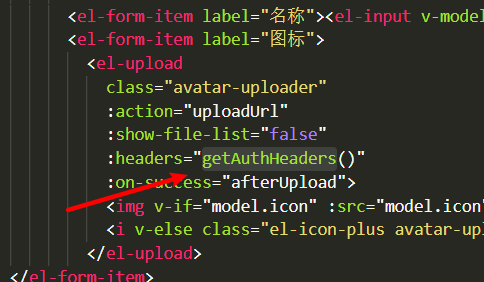 <el-form-item label="名称"><el-input v-model
<el-form-item label="图标">
<el-upload
class="avatar-uploader"
:action="uploadUrl"
:show-file-list="false"
:headers="getAuthHeaders()"
:on-success="afterUpload">
<img v-if="model.icon" :src="model.icon"
<i v-else class="el-icon-plus avatar-upl
</el-upload>
</el-form-item>